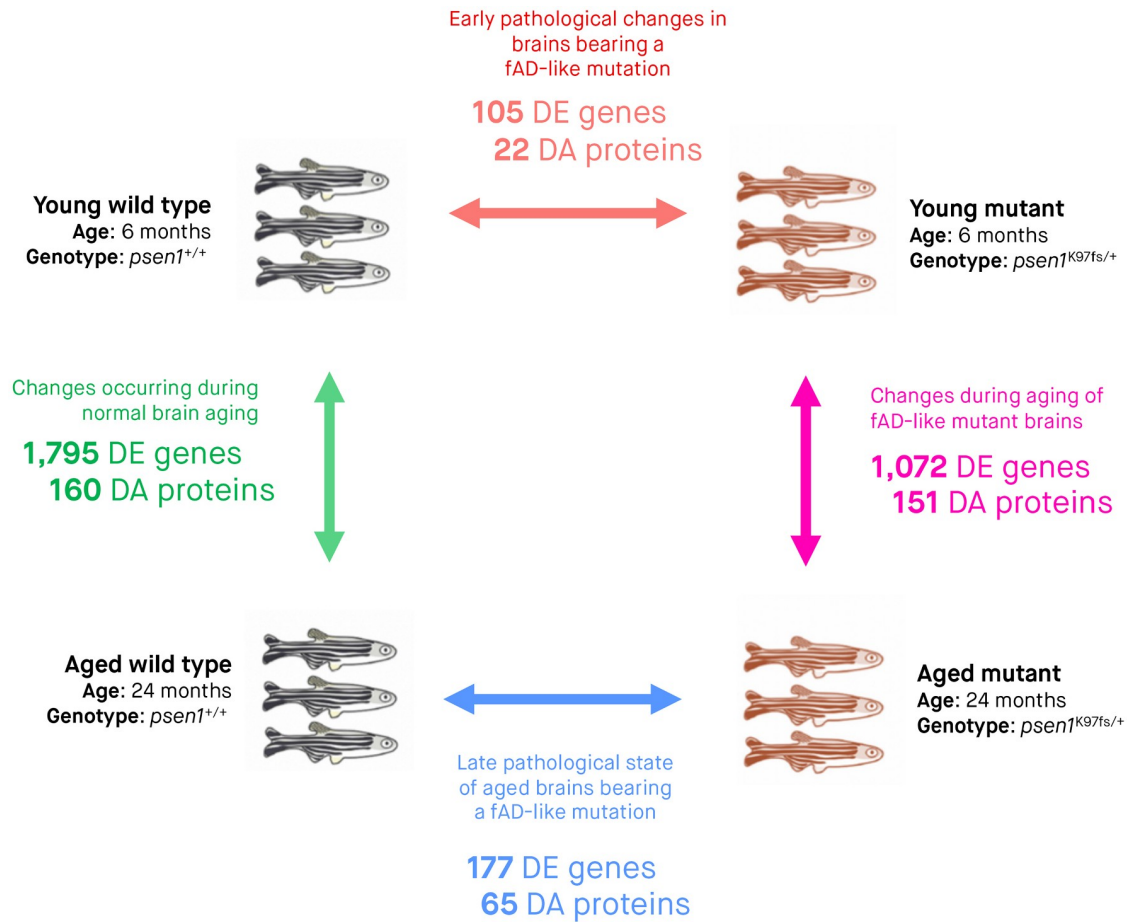 Early pathological changes in
brains bearing a
fAD-like mutation
105 DE genes
22 DA proteins
Young wild type
Age: 6 months
Genotype: psen1+/+
Young mutant
Age: 6 months
Genotype: psen1K97fs/+
Changes occurring during
normal brain aging
1,795 DE genes
160 DA proteins
Changes during aging of
fAD-like mutant brains
1,072 DE genes
151 DA proteins
Aged wild type
Age: 24 months
Genotype: psen1+/+
Aged mutant
Age: 24 months
Genotype: psen1K97fs/+
Late pathological state
of aged brains bearing
a fAD-like mutation
177 DE genes
65 DA proteins